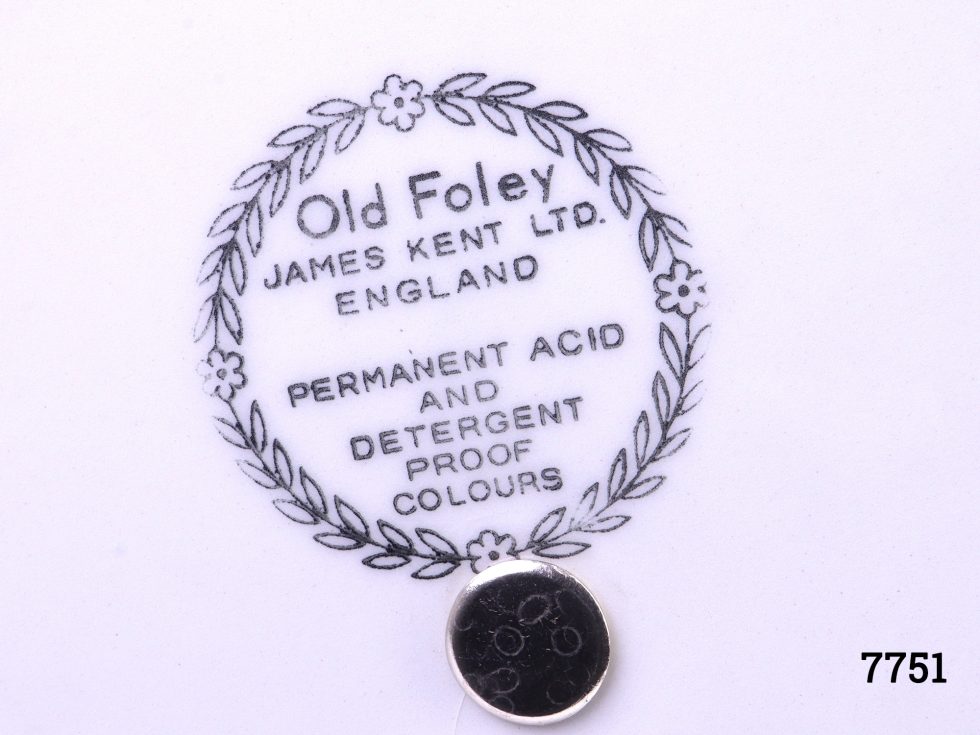 Old Foley
JAMES KENT LTD.
ENGLAND
PERMANENT ACID
AND
DETERGENT
PROOF
COLOURS
7751